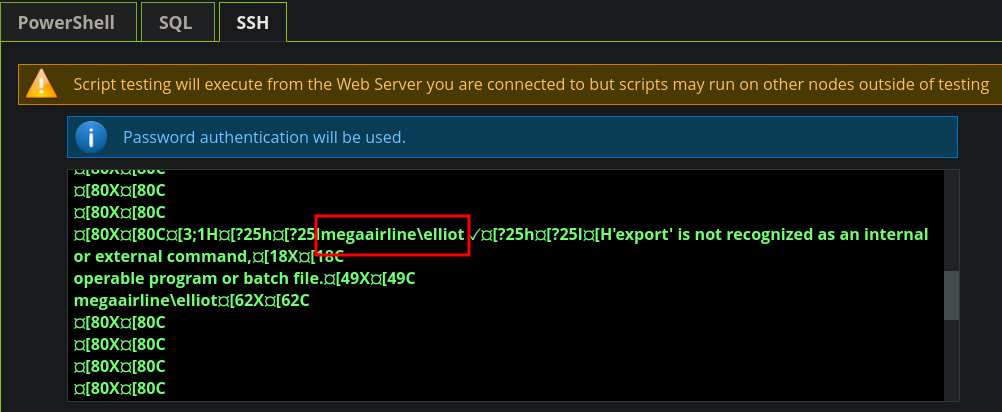 PowerShell
SQL
SSH
Script testing will execute from the Web Server you are connected to but scripts may run on other nodes outside of testing
Password authentication will be used.
¤[80X¤[80C
¤[80X¤[80C
¤[80X¤[80C
¤[80X¤[80C¤[3;1H¤[?25h¤[?25lmegaairline\elliot ✓¤[?25h¤[?25l¤[H'export' is not recognized as an internal
or external command,¤[18X¤[18C
operable program or batch file.¤[49X¤[49C
megaairline\elliot¤[62X¤[62C
¤[80X¤[80C
¤[80X¤[80C
¤[80X¤[80C
¤[80X¤[80C